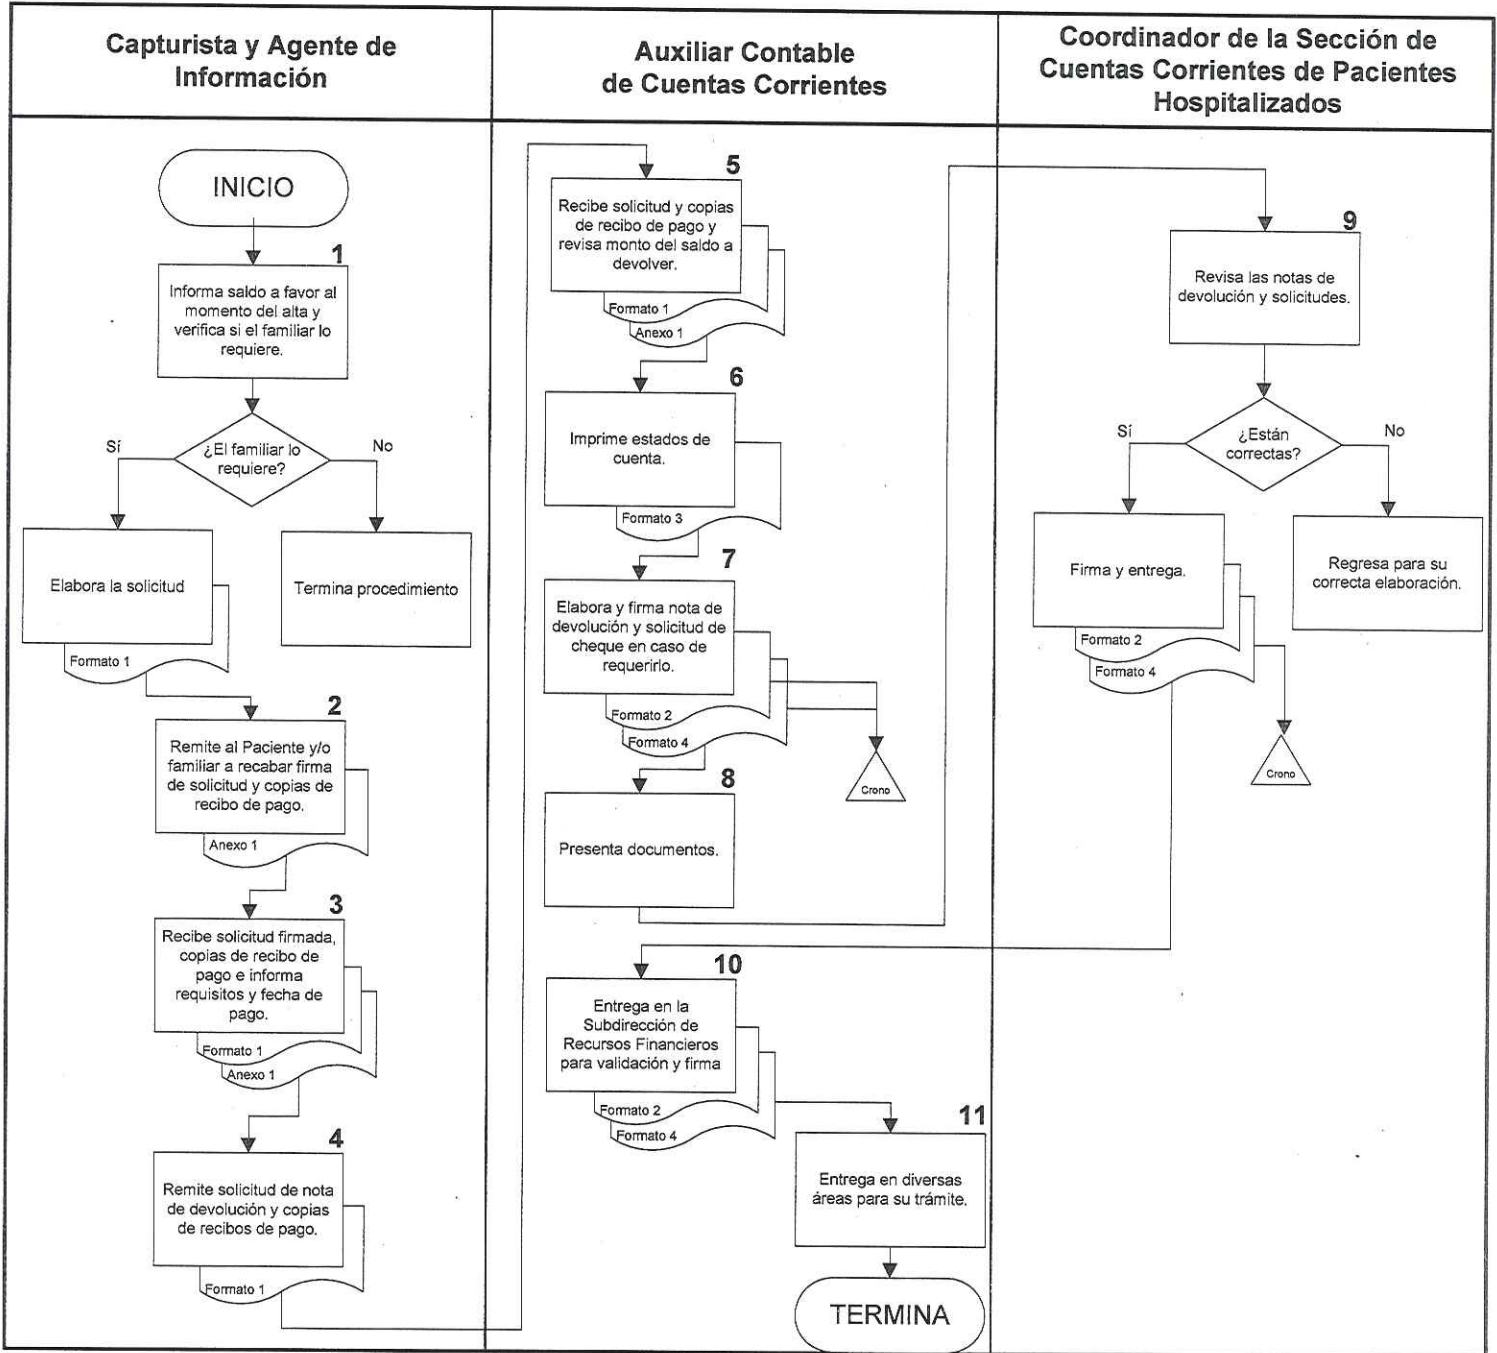 Capturista y Agente de
Información
Auxiliar Contable
de Cuentas Corrientes
Coordinador de la Sección de
Cuentas Corrientes de Pacientes
Hospitalizados
INICIO
1
Informa saldo a favor al
momento del alta y
verifica si el familiar lo
requiere.
¿El familiar lo
requiere?
Sí
No
Elabora la solicitud
Formato 1
Termina procedimiento
2
Remite al Paciente y/o
familiar a recabar firma
de solicitud y copias de
recibo de pago.
Anexo 1
3
Recibe solicitud firmada,
copias de recibo de
pago e informa
requisitos y fecha de
pago.
Formato 1
Anexo 1
4
Remite solicitud de nota
de devolución y copias
de recibos de pago.
Formato 1
5
Recibe solicitud y copias
de recibo de pago y
revisa monto del saldo a
devolver.
Formato 1
Anexo 1
6
Imprime estados de
cuenta.
Formato 3
7
Elabora y firma nota de
devolución y solicitud de
cheque en caso de
requerirlo.
Formato 2
Formato 4
Crono
8
Presenta documentos.
9
Revisa las notas de
devolución y solicitudes.
¿Están
correctas?
Sí
No
Firma y entrega.
Formato 2
Formato 4
Crono
Regresa para su
correcta elaboración.
10
Entrega en la
Subdirección de
Recursos Financieros
para validación y firma
Formato 2
Formato 4
11
Entrega en diversas
áreas para su trámite.
TERMINA